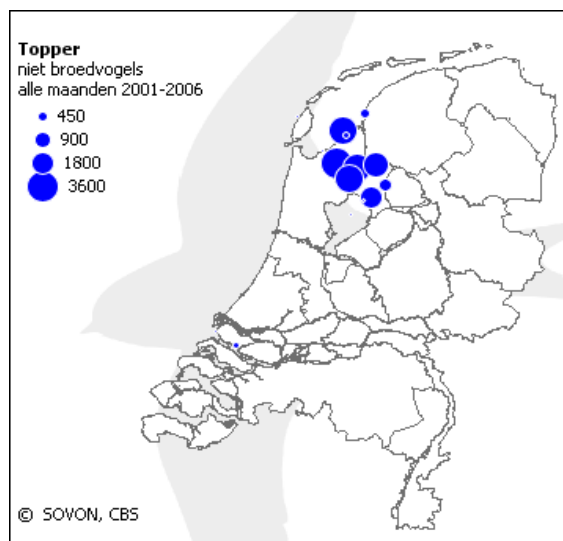 Topper
niet broedvogels
alle maanden 2001-2006
450
900
1800
3600
© SOVON, CBS